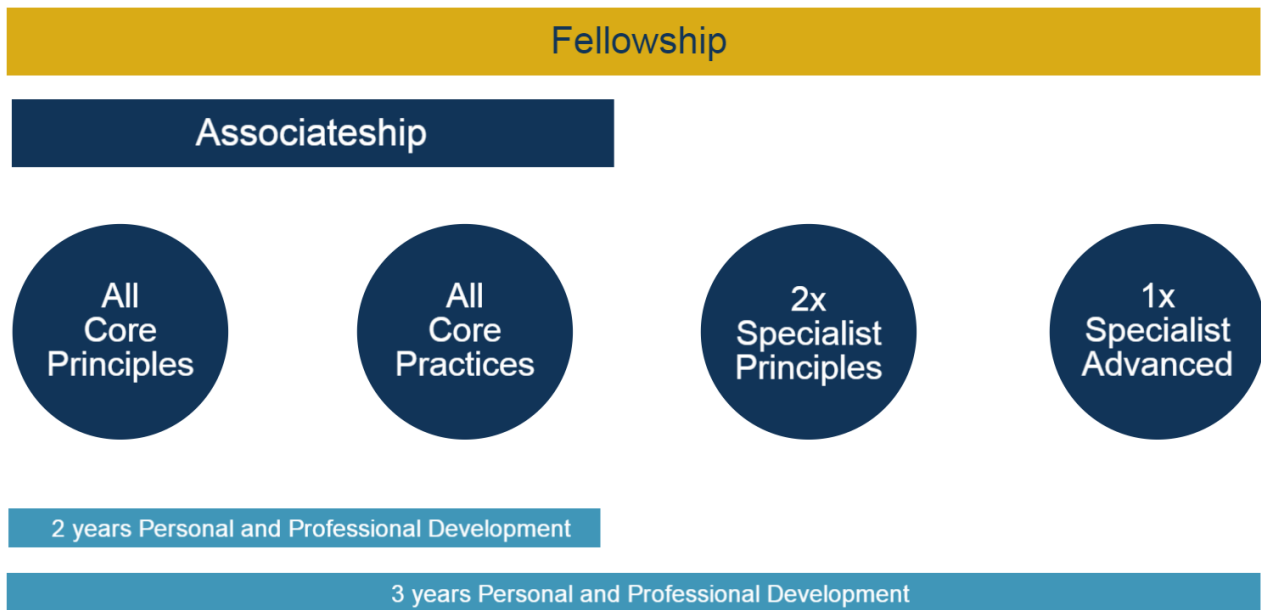 Fellowship
Associateship
All
Core
Principles
All
Core
Practices
2x
Specialist
Principles
1x
Specialist
Advanced
2 years Personal and Professional Development
3 years Personal and Professional Development